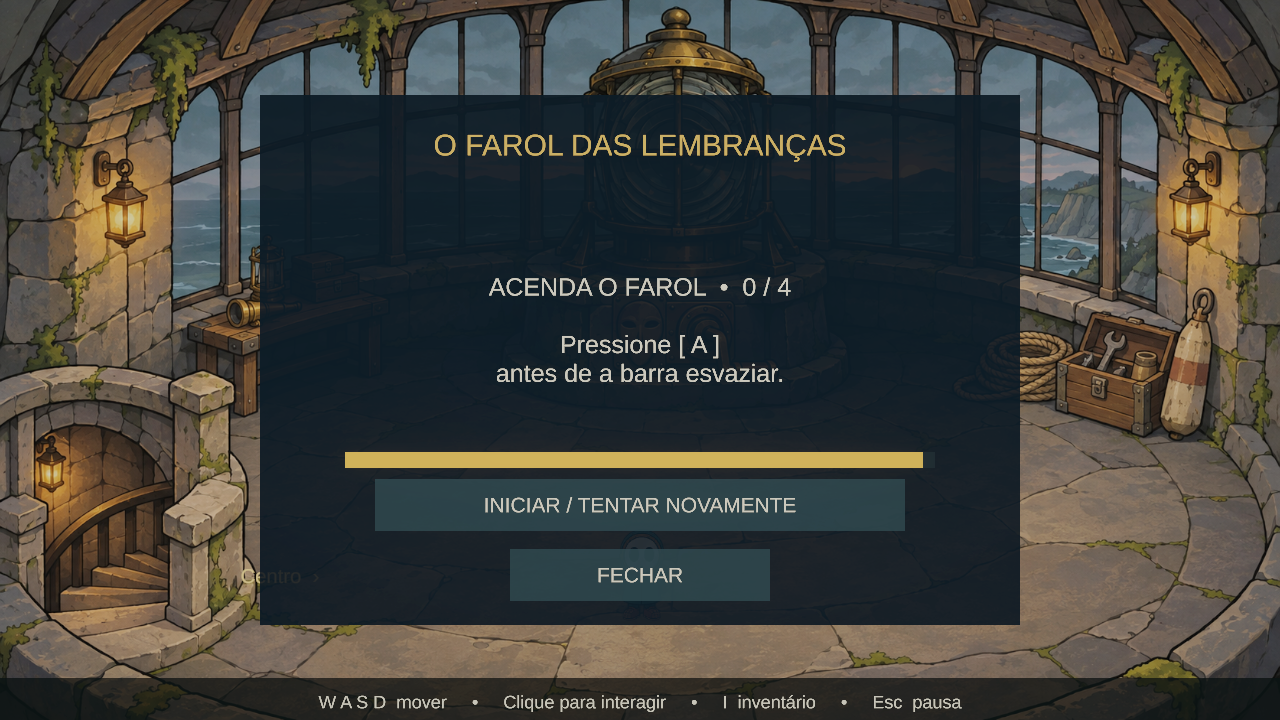 O FAROL DAS LEMBRANÇAS
ACENDA O FAROL • 0 / 4
Pressione [ A ]
antes de a barra esvaziar.
INICIAR / TENTAR NOVAMENTE
Centro ›
FECHAR
W A S D mover • Clique para interagir • I inventário • Esc pausa